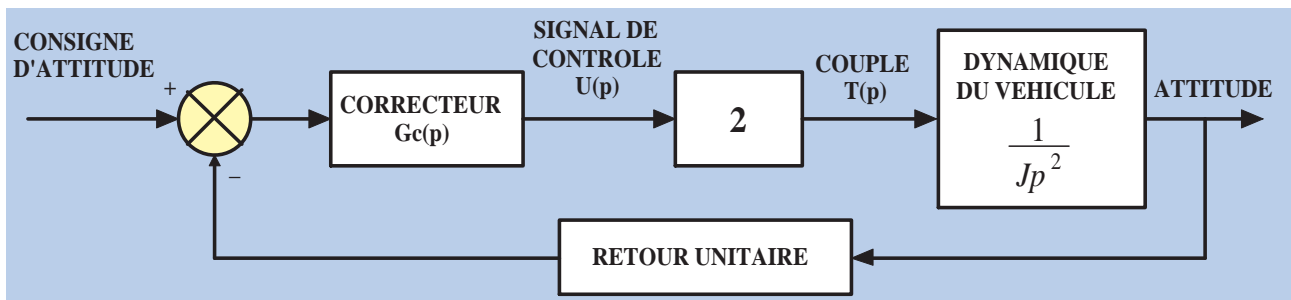 CONSIGNE
D'ATTITUDE
+
−
CORRECTEUR
Gc(p)
SIGNAL DE
CONTROLE
U(p)
2
COUPLE
T(p)
DYNAMIQUE
DU VEHICULE
1
Jp²
ATTITUDE
RETOUR UNITAIRE